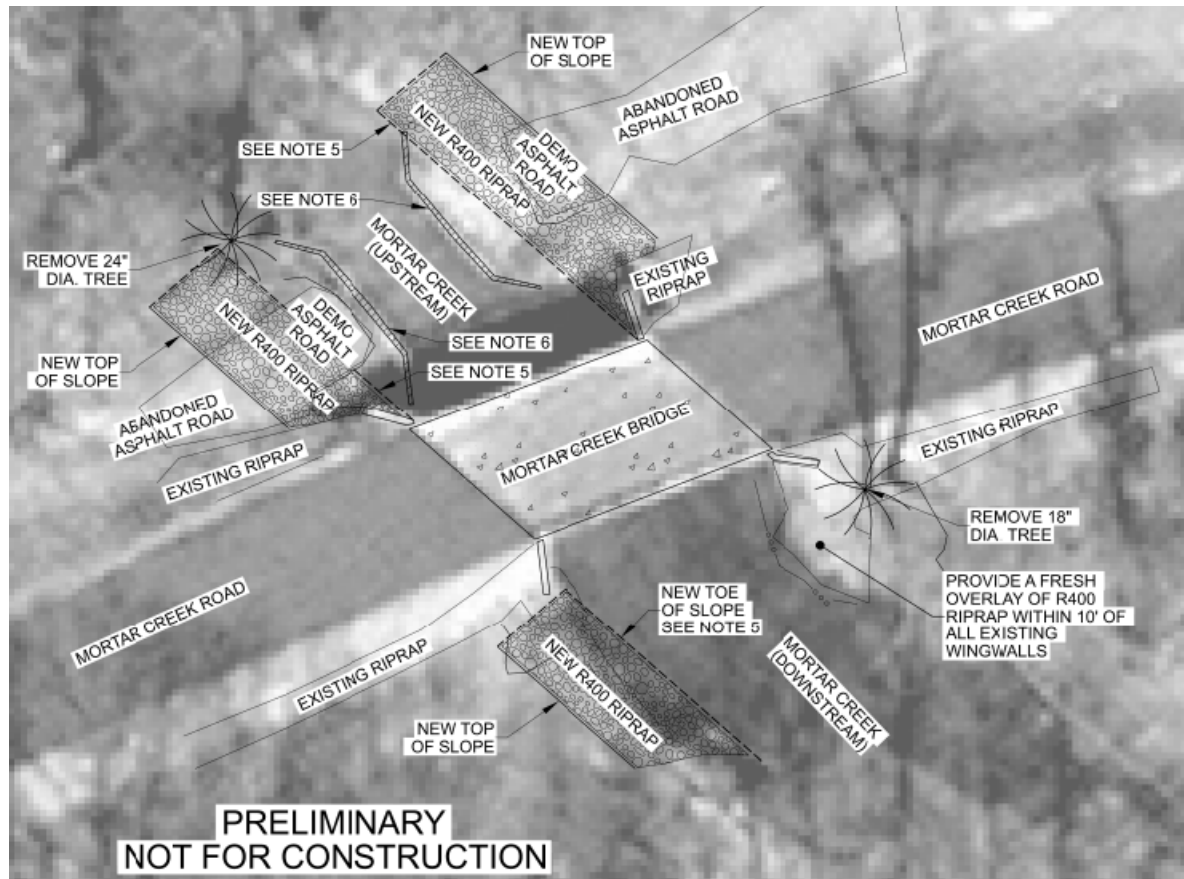 NEW TOP
OF SLOPE
ABANDONED
ASPHALT ROAD
SEE NOTE 5
NEW R400 RIPRAP
DEMO
ASPHALT
ROAD
SEE NOTE 6
MORTAR CREEK
(UPSTREAM)
REMOVE 24"
DIA. TREE
EXISTING
RIPRAP
MORTAR CREEK ROAD
DEMO
ASPHALT
ROAD
NEW R400 RIPRAP
SEE NOTE 6
SEE NOTE 5
NEW TOP
OF SLOPE
ABANDONED
ASPHALT ROAD
EXISTING RIPRAP
MORTAR CREEK BRIDGE
EXISTING RIPRAP
REMOVE 18"
DIA. TREE
PROVIDE A FRESH
OVERLAY OF R400
RIPRAP WITHIN 10' OF
ALL EXISTING
WINGWALLS
MORTAR CREEK ROAD
NEW TOE
OF SLOPE
SEE NOTE 5
EXISTING RIPRAP
NEW R400 RIPRAP
MORTAR CREEK
(DOWNSTREAM)
NEW TOP
OF SLOPE
PRELIMINARY
NOT FOR CONSTRUCTION